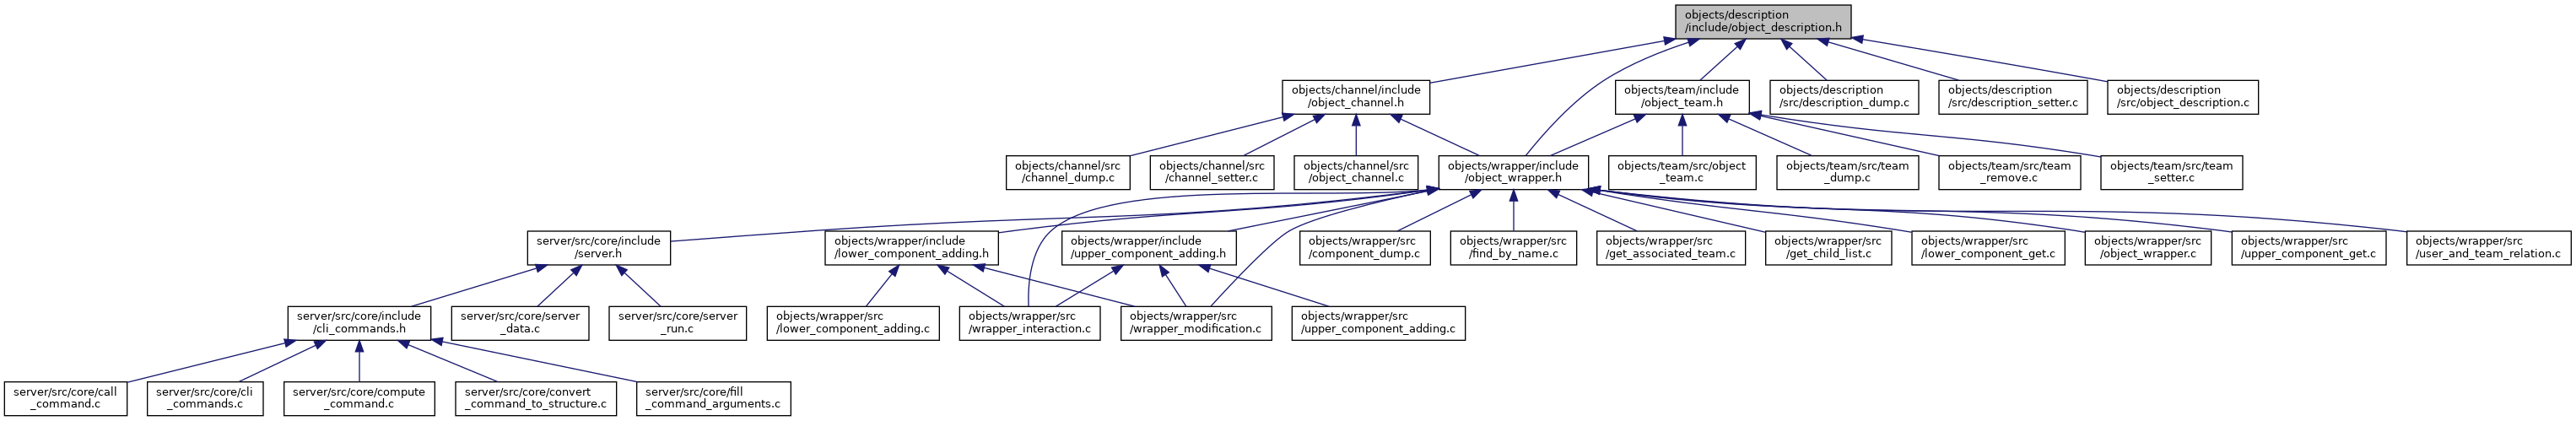 objects/description
/include/object_description.h
objects/channel/include
/object_channel.h
objects/team/include
/object_team.h
objects/description
/src/description_dump.c
objects/description
/src/description_setter.c
objects/description
/src/object_description.c
objects/channel/src
/channel_dump.c
objects/channel/src
/channel_setter.c
objects/channel/src
/object_channel.c
objects/wrapper/include
/object_wrapper.h
objects/team/src/object
_team.c
objects/team/src/team
_dump.c
objects/team/src/team
_remove.c
objects/team/src/team
_setter.c
server/src/core/include
/server.h
objects/wrapper/include
/lower_component_adding.h
objects/wrapper/include
/upper_component_adding.h
objects/wrapper/src
/component_dump.c
objects/wrapper/src
/find_by_name.c
objects/wrapper/src
/get_associated_team.c
objects/wrapper/src
/get_child_list.c
objects/wrapper/src
/lower_component_get.c
objects/wrapper/src
/object_wrapper.c
objects/wrapper/src
/upper_component_get.c
objects/wrapper/src
/user_and_team_relation.c
server/src/core/include
/cli_commands.h
server/src/core/server
_data.c
server/src/core/server
_run.c
objects/wrapper/src
/lower_component_adding.c
objects/wrapper/src
/wrapper_interaction.c
objects/wrapper/src
/wrapper_modification.c
objects/wrapper/src
/upper_component_adding.c
server/src/core/call
_command.c
server/src/core/cli
_commands.c
server/src/core/compute
_command.c
server/src/core/convert
_command_to_structure.c
server/src/core/fill
_command_arguments.c